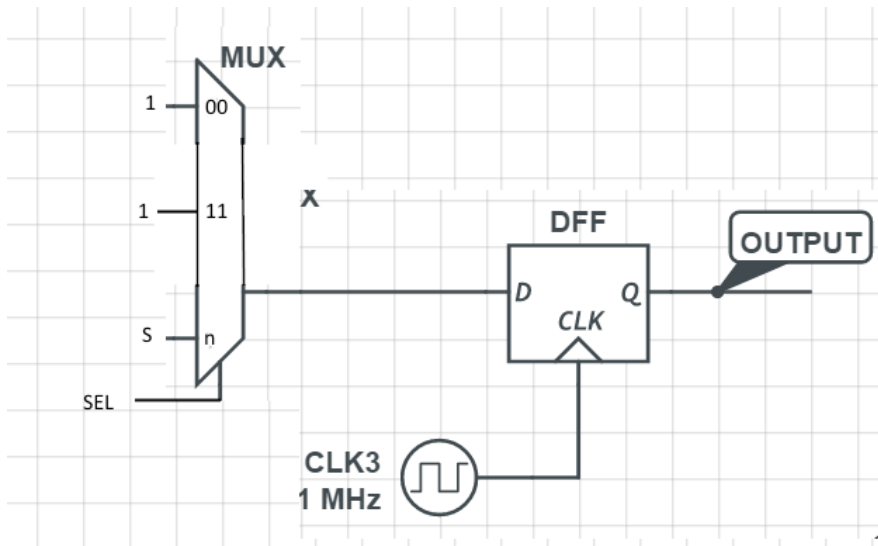 MUX
1
00
1
11
X
DFF
OUTPUT
D
Q
CLK
S
n
SEL
CLK3
1 MHz